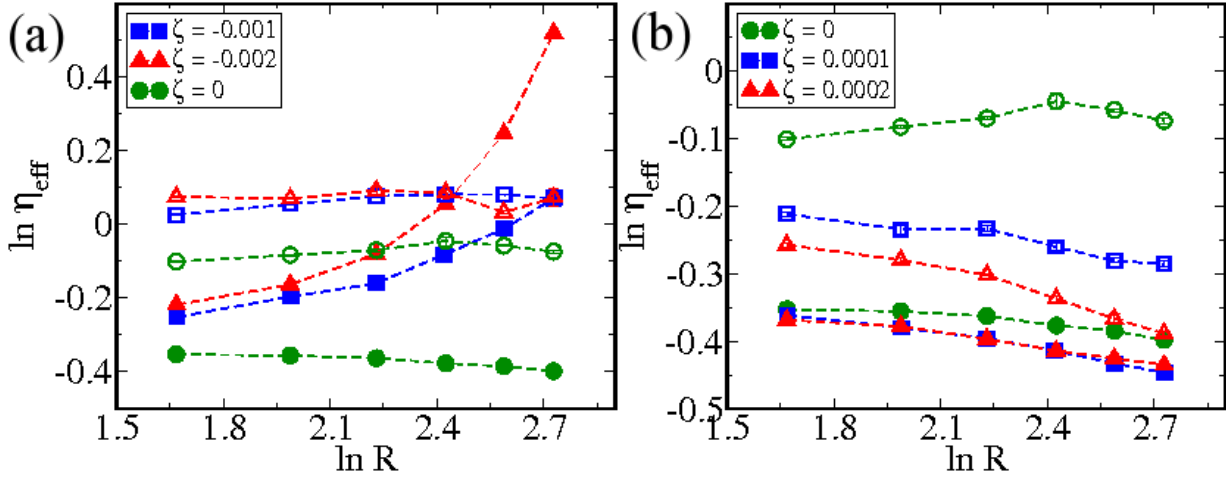 (a)
ζ = -0.001
ζ = -0.002
ζ = 0
0.4
0.2
0
-0.2
-0.4
ln η_eff
1.5 1.8 2.1 2.4 2.7
ln R
(b)
ζ = 0
ζ = 0.0001
ζ = 0.0002
0
-0.1
-0.2
-0.3
-0.4
-0.5
ln η_eff
1.5 1.8 2.1 2.4 2.7
ln R